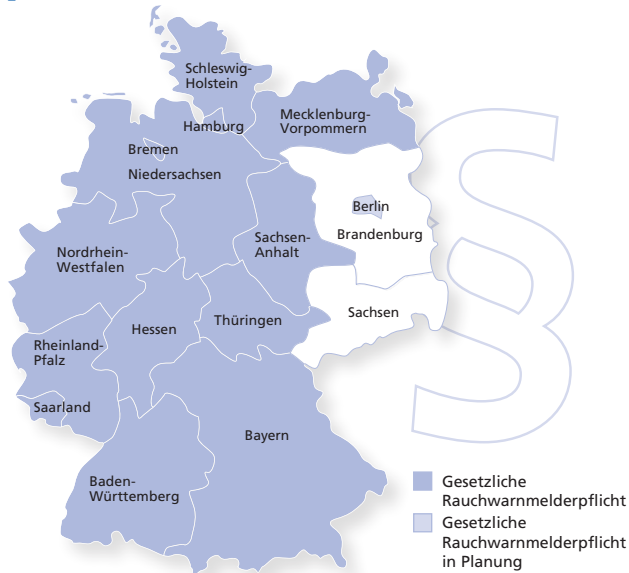 Schleswig-
Holstein
Mecklenburg-
Vorpommern
Hamburg
Bremen
Niedersachsen
Berlin
Brandenburg
Sachsen-
Anhalt
Nordrhein-
Westfalen
Sachsen
Thüringen
Hessen
Rheinland-
Pfalz
Saarland
Bayern
Baden-
Württemberg
§
Gesetzliche
Rauchwarnmelderpflicht
Gesetzliche
Rauchwarnmelderpflicht
in Planung